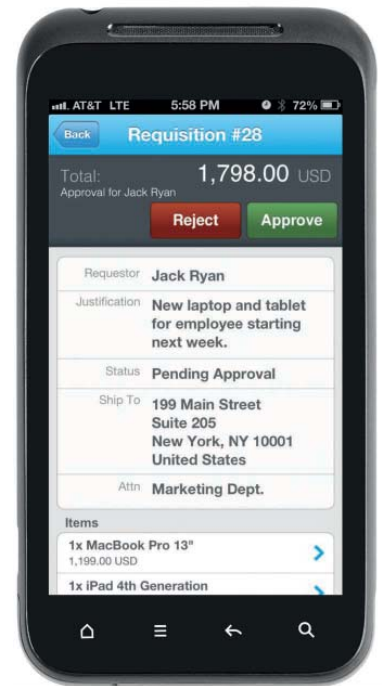 AT&T LTE 5:58 PM 72%
Back Requisition #28
Total: 1,798.00 USD
Approval for Jack Ryan
Reject Approve
Requestor Jack Ryan
Justification New laptop and tablet
for employee starting
next week.
Status Pending Approval
Ship To 199 Main Street
Suite 205
New York, NY 10001
United States
Attn Marketing Dept.
Items
1x MacBook Pro 13"
1,199.00 USD
1x iPad 4th Generation